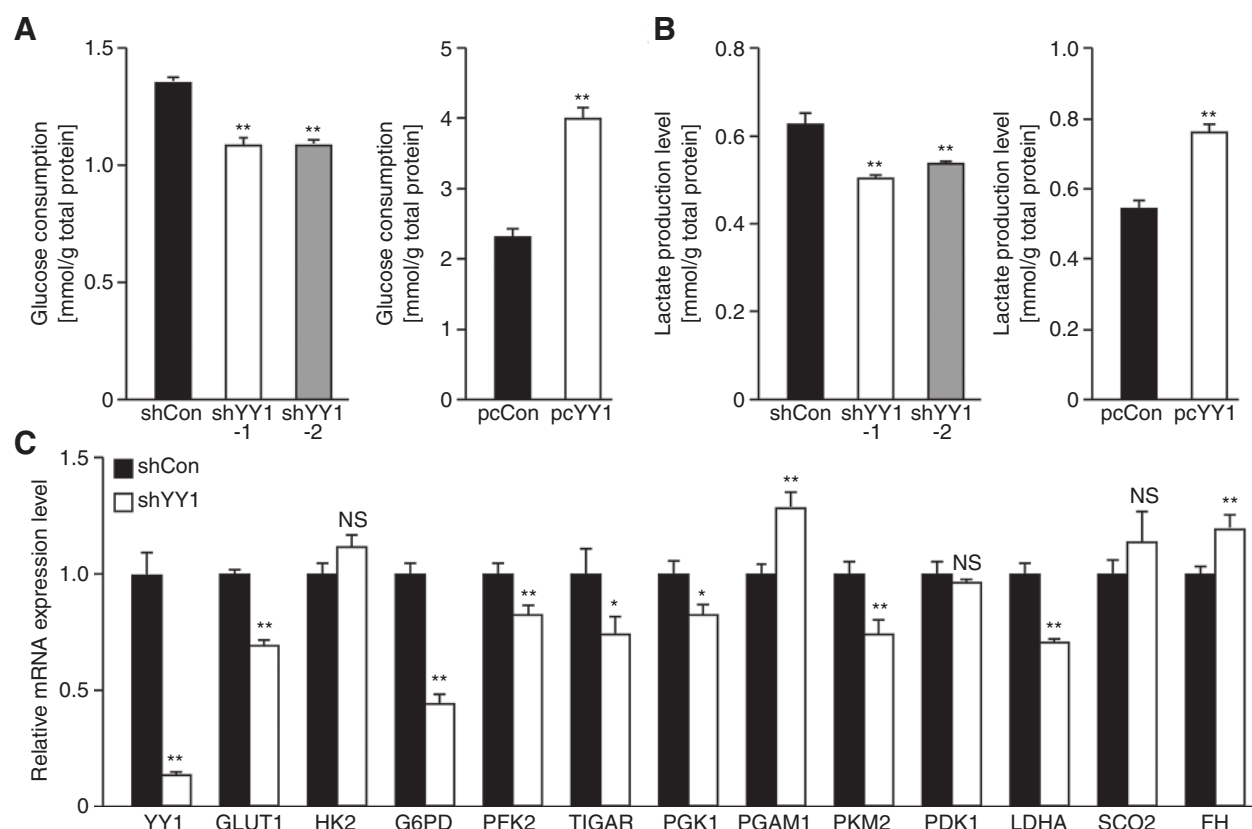 A
Glucose consumption
[mmol/g total protein]
1.5
1.0
0.5
0
**
**
shCon
shYY1
-1
shYY1
-2
Glucose consumption
[mmol/g total protein]
5
4
3
2
1
0
**
pcCon
pcYY1
B
Lactate production level
[mmol/g total protein]
0.8
0.6
0.4
0.2
0
**
**
shCon
shYY1
-1
shYY1
-2
Lactate production level
[mmol/g total protein]
1.0
0.8
0.6
0.4
0.2
0
**
pcCon
pcYY1
C
Relative mRNA expression level
1.5
1.0
0.5
0
shCon
shYY1
**
**
NS
**
**
*
*
**
**
NS
**
NS
**
YY1 GLUT1 HK2 G6PD PFK2 TIGAR PGK1 PGAM1 PKM2 PDK1 LDHA SCO2 FH